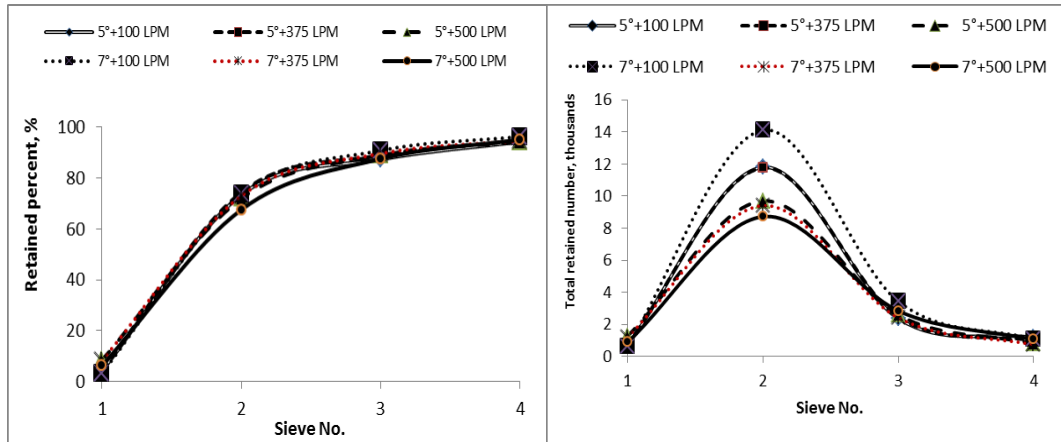 5°+100 LPM 5°+375 LPM 5°+500 LPM
7°+100 LPM 7°+375 LPM 7°+500 LPM
Retained percent, %
100
80
60
40
20
0
1 2 3 4
Sieve No.
5°+100 LPM 5°+375 LPM 5°+500 LPM
7°+100 LPM 7°+375 LPM 7°+500 LPM
Total retained number, thousands
16
14
12
10
8
6
4
2
0
1 2 3 4
Sieve No.